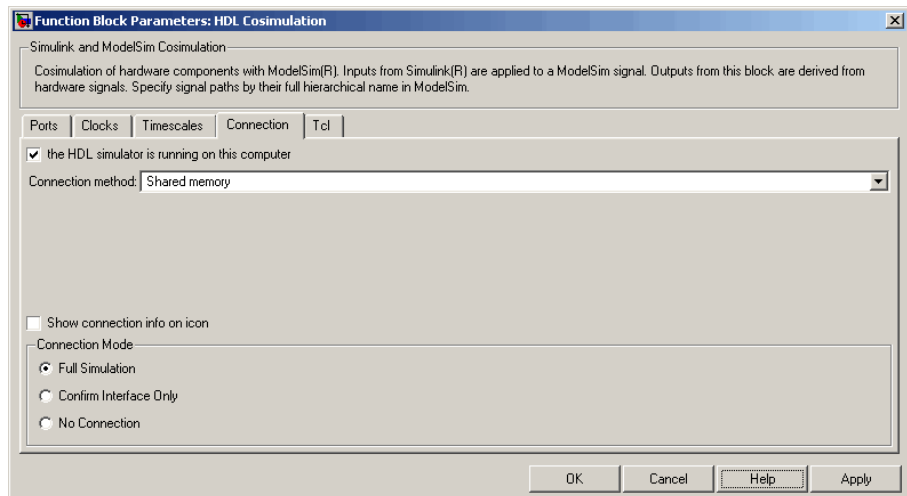 Function Block Parameters: HDL Cosimulation
Simulink and ModelSim Cosimulation
Cosimulation of hardware components with ModelSim(R). Inputs from Simulink(R) are applied to a ModelSim signal. Outputs from this block are derived from
hardware signals. Specify signal paths by their full hierarchical name in ModelSim.
Ports Clocks Timescales Connection Tcl
the HDL simulator is running on this computer
Connection method: Shared memory
Show connection info on icon
Connection Mode
Full Simulation
Confirm Interface Only
No Connection
OK Cancel Help Apply